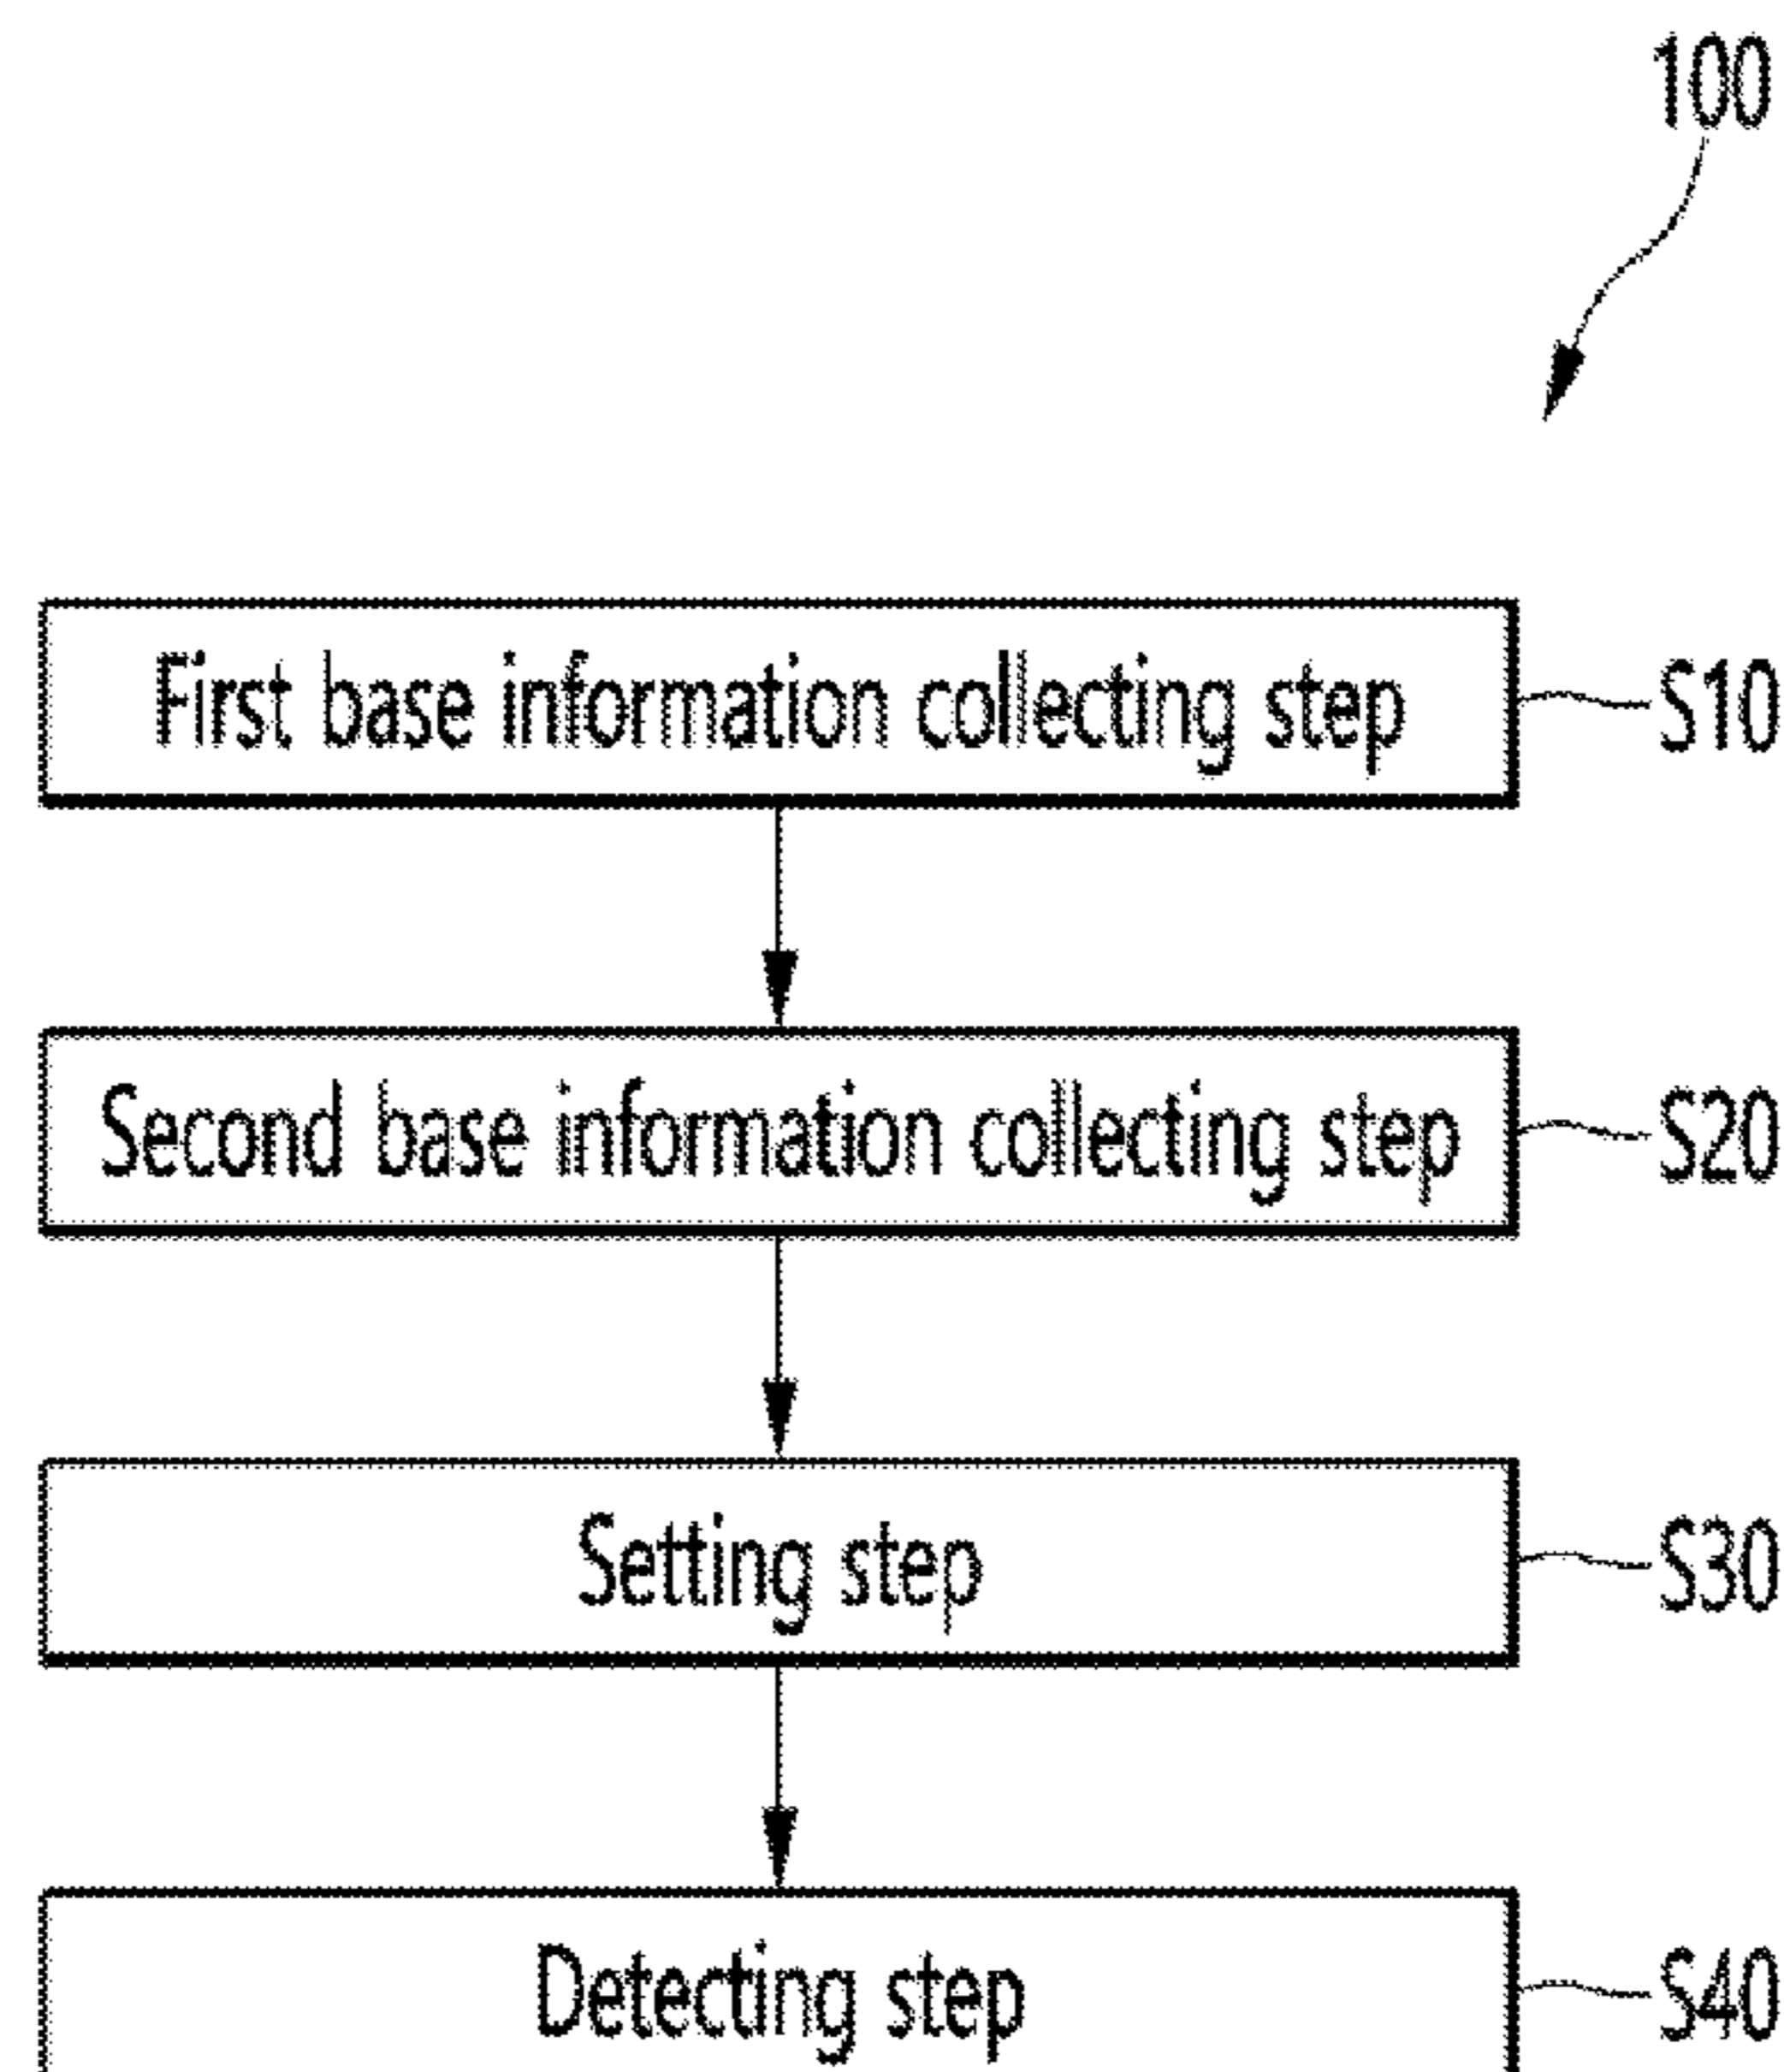 100
First base information collecting step S10
Second base information collecting step S20
Setting step S30
Detecting step S40